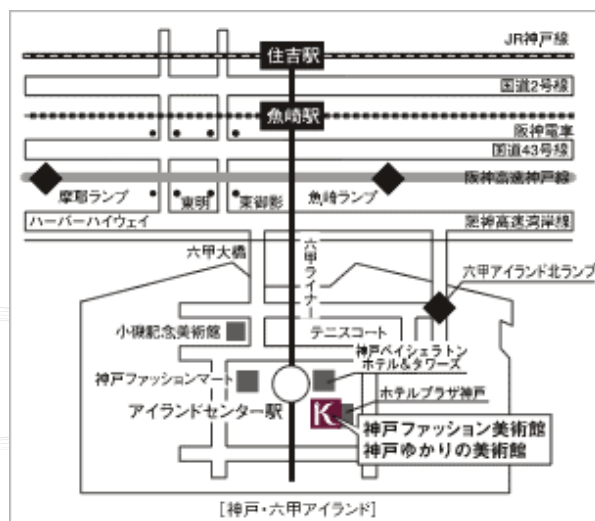 JR神戸線
住吉駅
国道2号線
魚崎駅
阪神電車
国道43号線
阪神高速神戸線
摩耶ランプ
東明
東御影
魚崎ランプ
ハーバーハイウェイ
阪神高速湾岸線
六甲大橋
六甲ライナー
六甲アイランド北ランプ
小磯記念美術館
テニスコート
神戸ベイシェラトン
ホテル&タワーズ
神戸ファッションマート
ホテルプラザ神戸
アイランドセンター駅
K
神戸ファッション美術館
神戸ゆかりの美術館
[神戸・六甲アイランド]